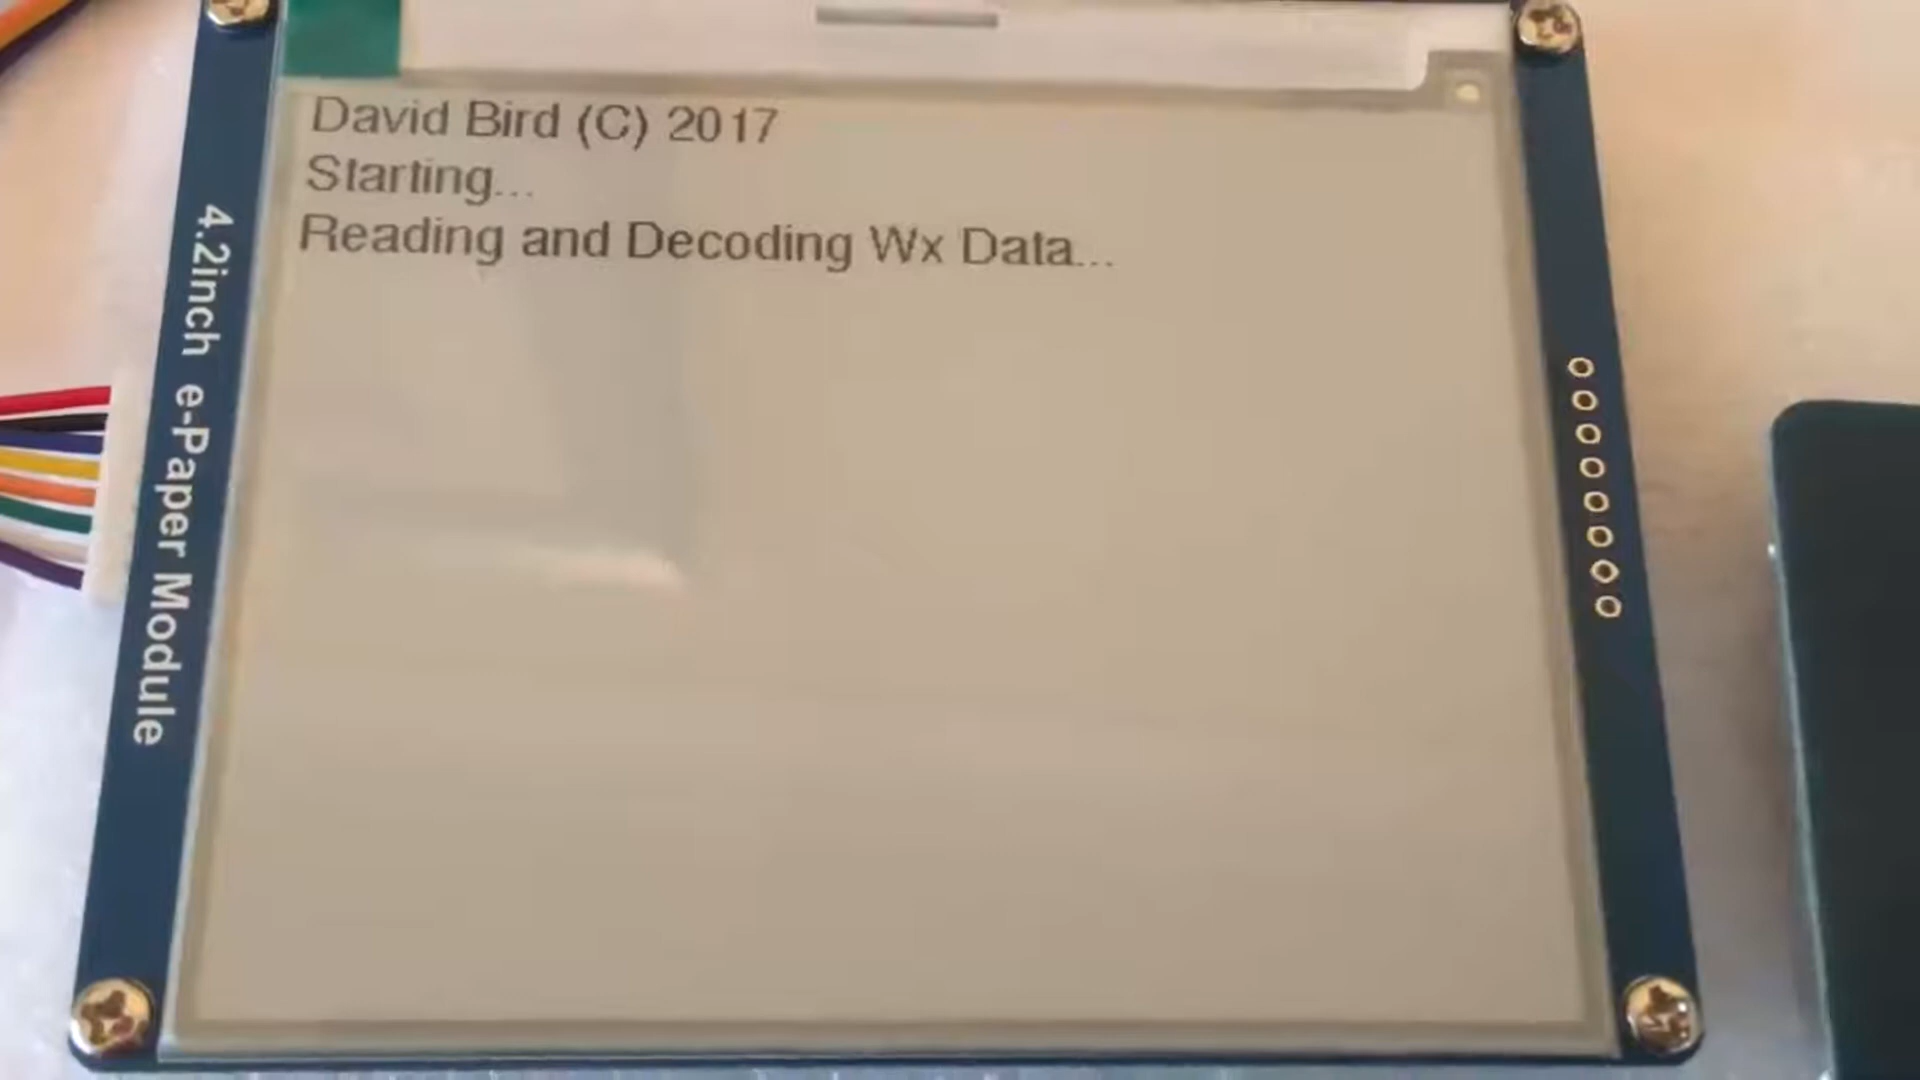 David Bird (C) 2017
Starting...
Reading and Decoding Wx Data...
4.2inch e-Paper Module